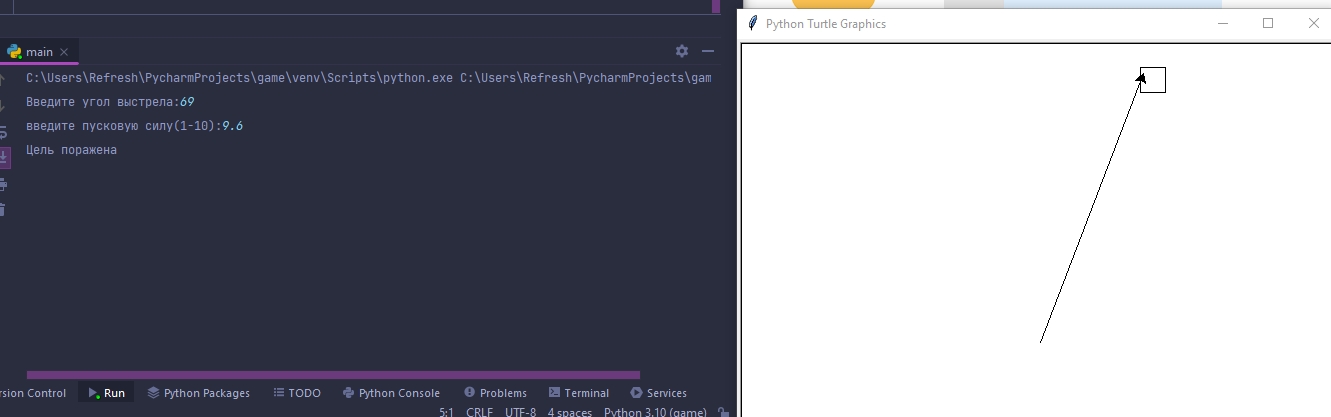 main
Python Turtle Graphics
C:\Users\Refresh\PycharmProjects\game\venv\Scripts\python.exe C:\Users\Refresh\PycharmProjects\gam
Введите угол выстрела:69
введите пусковую силу(1-10):9.6
Цель поражена
rsion Control Run Python Packages TODO Python Console Problems Terminal Services
5:1 CRLF UTF-8 4 spaces Python 3.10 (game)